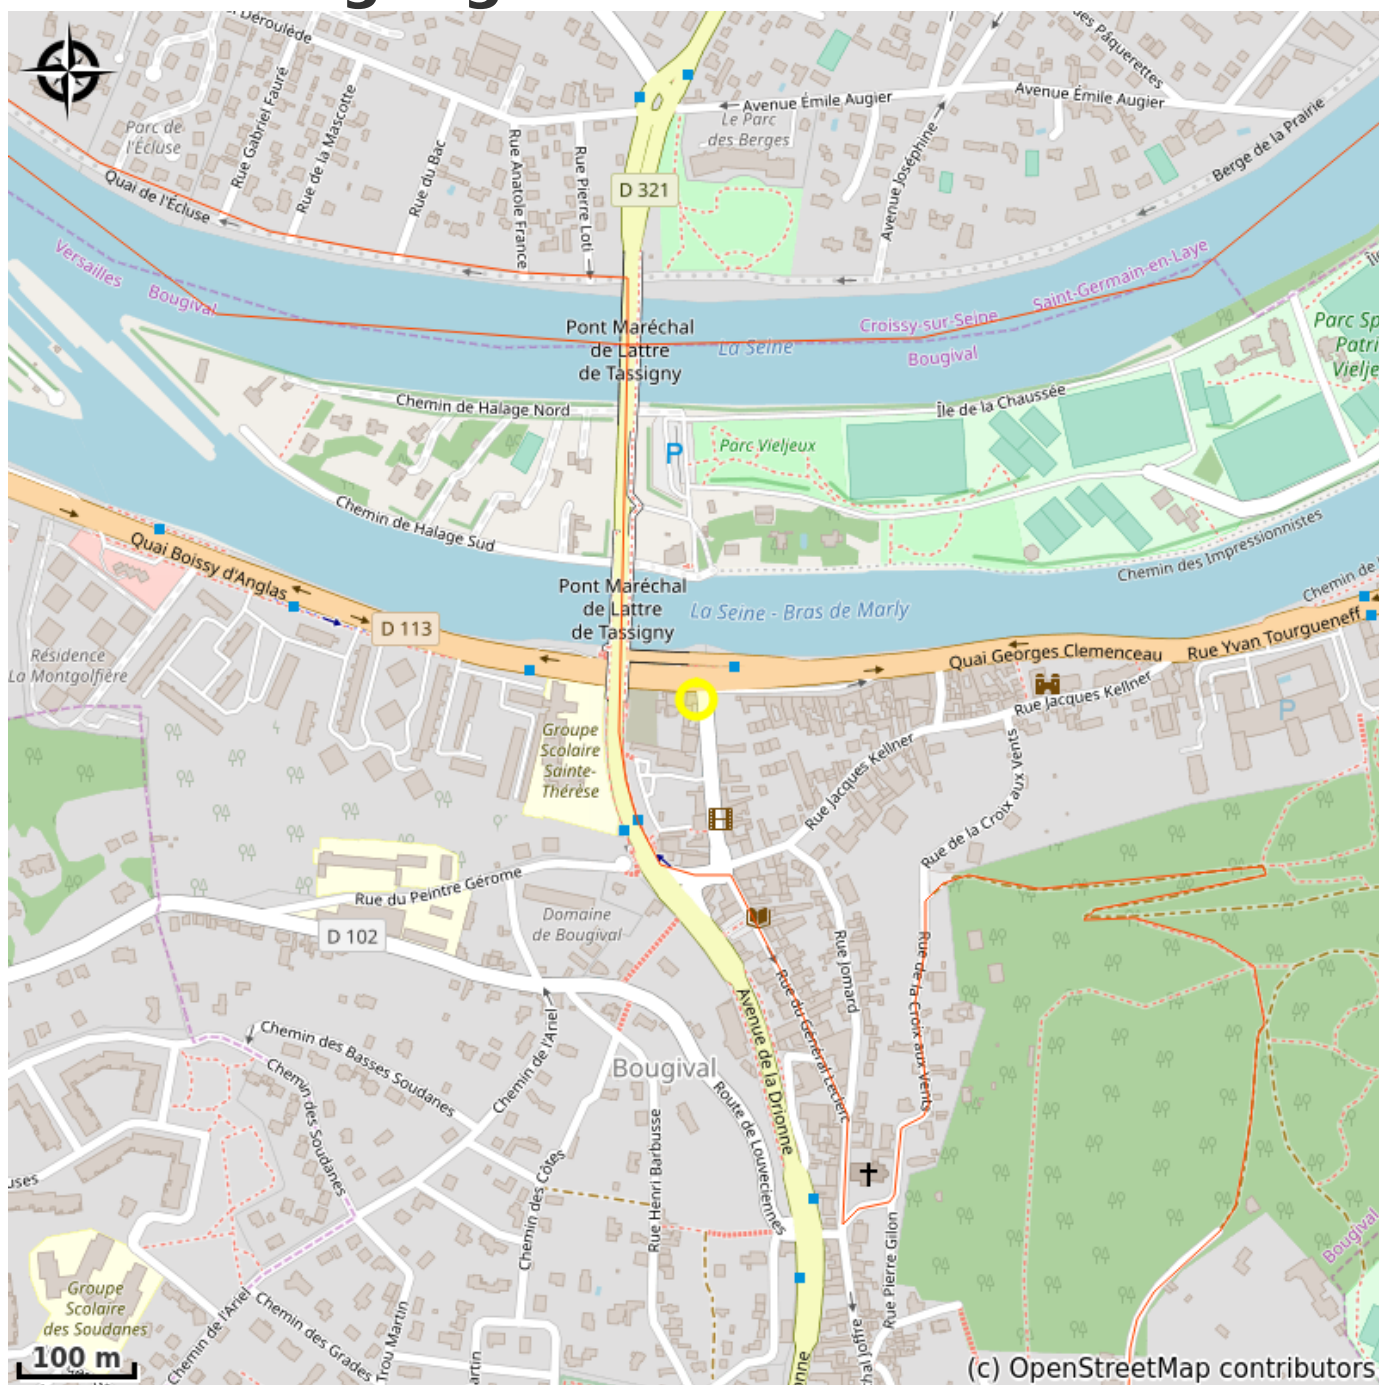 Déroulède
des Pâquerettes
Avenue Émile Augier
Avenue Émile Augier
Le Parc
des Berges
Parc de
l'Écluse
Rue Gabriel Fauré
Rue de la Mascotte
Rue du Bac
Rue Anatole France
Rue Pierre Loti
Avenue Joséphine
Berge de la Prairie
Quai de l'Écluse
D 321
Versailles
Bougival
Saint-Germain-en-Laye
Croissy-sur-Seine
Bougival
Pont Maréchal
de Lattre
de Tassigny
La Seine
Parc Sp
Patri
Vielje
Chemin de Halage Nord
Île de la Chaussée
P
Parc Vieljeux
Chemin de Halage Sud
Chemin des Impressionnistes
Quai Boissy d'Anglas
Pont Maréchal
de Lattre
de Tassigny
La Seine - Bras de Marly
Chemin de
D 113
Quai Georges Clemenceau
Rue Yvan Tourgueneff
Résidence
La Montgolfière
Rue Jacques Kellner
P
Groupe
Scolaire
Sainte-
Thérèse
Rue Jacques Kellner
Rue de la Croix aux Vents
Rue du Peintre Gérome
D 102
Domaine
de Bougival
Rue Jomard
Rue de la Croix aux Vents
Rue du Général Leclerc
Avenue de la Drionne
Chemin des Basses Soudanes
Chemin de l'Ariel
Bougival
Chemin des Soudanes
Route de Louveciennes
Rue Henri Barbusse
Chemin des Côtes
uses
Rue Pierre Gilon
Bougival
Groupe
Scolaire
des Soudanes
Chemin de l'Ariel
Chemin des Grades
Trou Martin
artin
onne
hal Joffre
100 m
(c) OpenStreetMap contributors